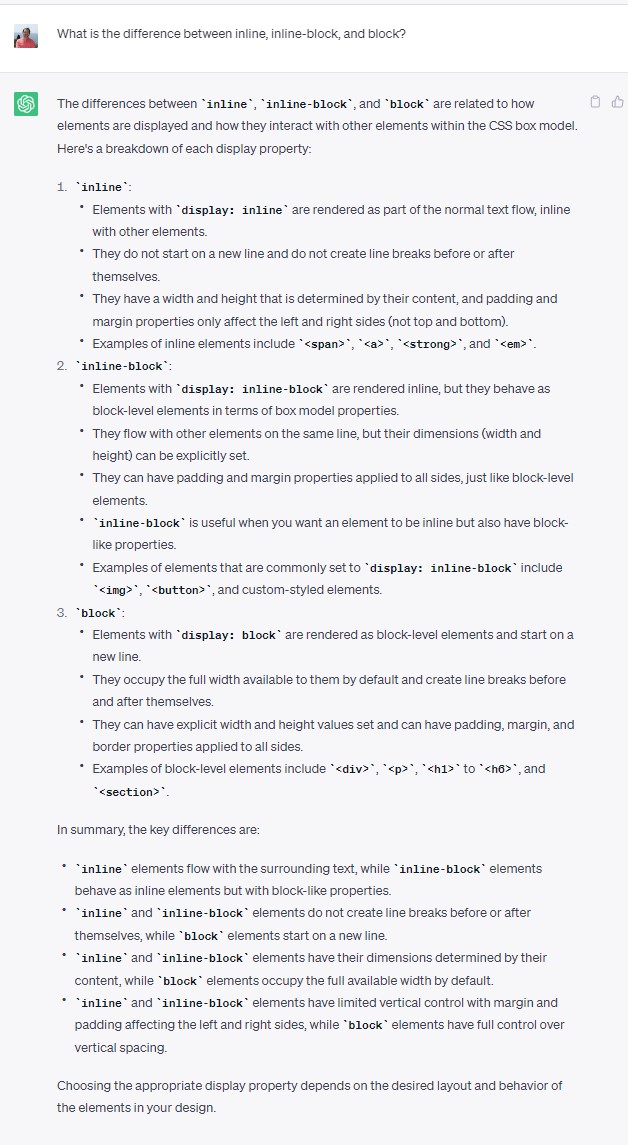 What is the difference between inline, inline-block, and block?
The differences between `inline`, `inline-block`, and `block` are related to how
elements are displayed and how they interact with other elements within the CSS box model.
Here's a breakdown of each display property:
1. `inline`:
• Elements with `display: inline` are rendered as part of the normal text flow, inline
with other elements.
• They do not start on a new line and do not create line breaks before or after
themselves.
• They have a width and height that is determined by their content, and padding and
margin properties only affect the left and right sides (not top and bottom).
• Examples of inline elements include `<span>`, `<a>`, `<strong>`, and `<em>`.
2. `inline-block`:
• Elements with `display: inline-block` are rendered inline, but they behave as
block-level elements in terms of box model properties.
• They flow with other elements on the same line, but their dimensions (width and
height) can be explicitly set.
• They can have padding and margin properties applied to all sides, just like block-level
elements.
• `inline-block` is useful when you want an element to be inline but also have block-
like properties.
• Examples of elements that are commonly set to `display: inline-block` include
`<img>`, `<button>`, and custom-styled elements.
3. `block`:
• Elements with `display: block` are rendered as block-level elements and start on a
new line.
• They occupy the full width available to them by default and create line breaks before
and after themselves.
• They can have explicit width and height values set and can have padding, margin, and
border properties applied to all sides.
• Examples of block-level elements include `<div>`, `<p>`, `<h1>` to `<h6>`, and
`<section>`.
In summary, the key differences are:
• `inline` elements flow with the surrounding text, while `inline-block` elements
behave as inline elements but with block-like properties.
• `inline` and `inline-block` elements do not create line breaks before or after
themselves, while `block` elements start on a new line.
• `inline` and `inline-block` elements have their dimensions determined by their
content, while `block` elements occupy the full available width by default.
• `inline` and `inline-block` elements have limited vertical control with margin and
padding affecting the left and right sides, while `block` elements have full control over
vertical spacing.
Choosing the appropriate display property depends on the desired layout and behavior of
the elements in your design.